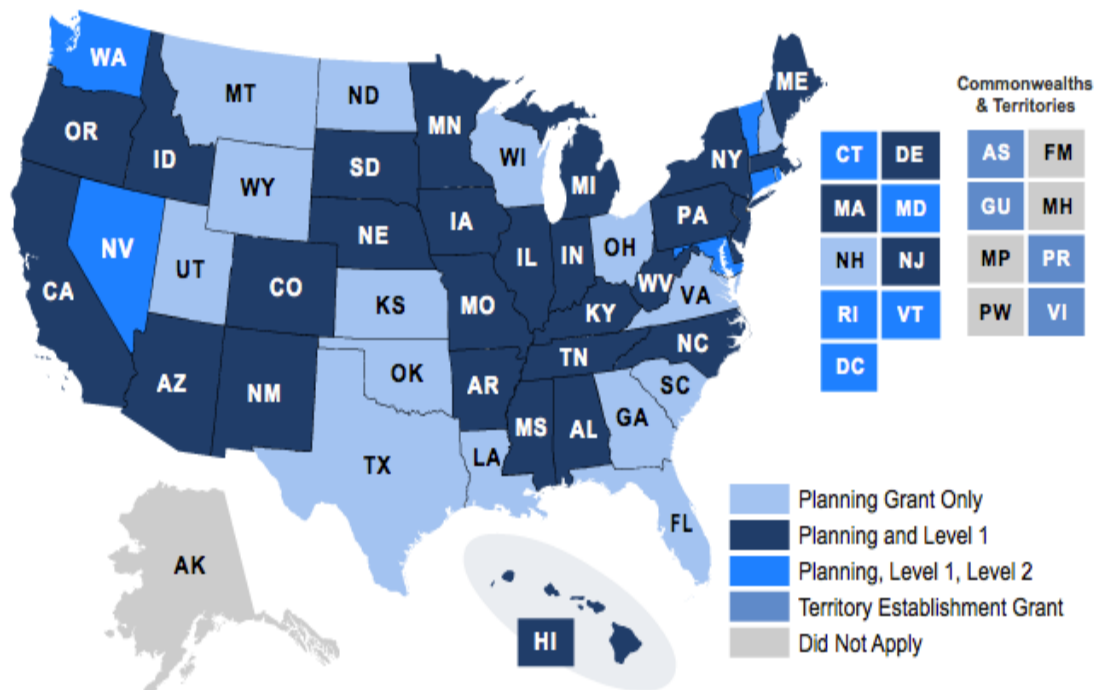 WA
MT
ND
MN
ME
OR
ID
SD
WI
NY
MI
WY
IA
PA
NE
NV
UT
IL
IN
OH
CO
WV
VA
CA
KS
MO
KY
NC
TN
AZ
NM
OK
AR
SC
MS
AL
GA
TX
LA
FL
AK
HI
CT DE
MA MD
NH NJ
RI VT
DC
Commonwealths
& Territories
AS FM
GU MH
MP PR
PW VI
Planning Grant Only
Planning and Level 1
Planning, Level 1, Level 2
Territory Establishment Grant
Did Not Apply